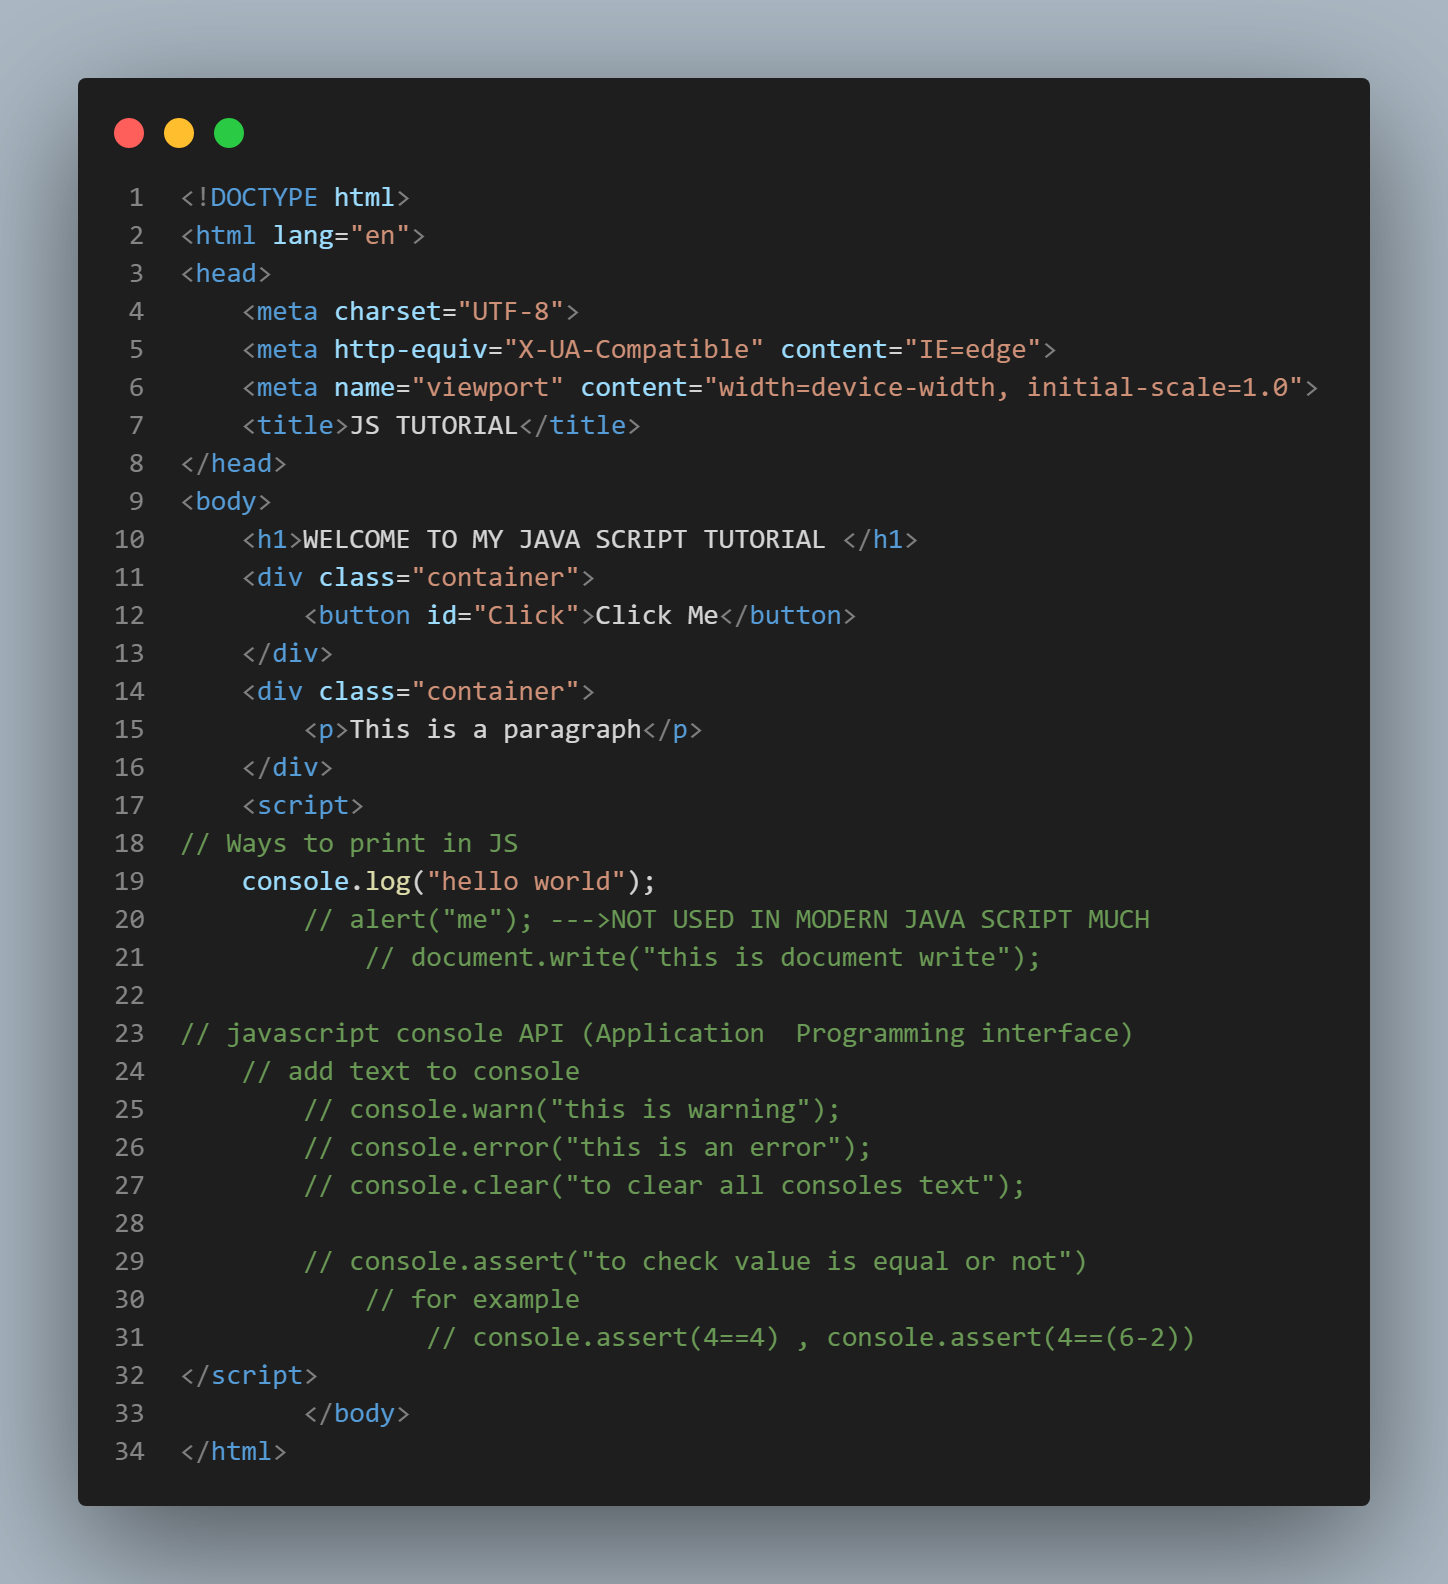 1 <!DOCTYPE html>
2 <html lang="en">
3 <head>
4     <meta charset="UTF-8">
5     <meta http-equiv="X-UA-Compatible" content="IE=edge">
6     <meta name="viewport" content="width=device-width, initial-scale=1.0">
7     <title>JS TUTORIAL</title>
8 </head>
9 <body>
10     <h1>WELCOME TO MY JAVA SCRIPT TUTORIAL </h1>
11     <div class="container">
12         <button id="Click">Click Me</button>
13     </div>
14     <div class="container">
15         <p>This is a paragraph</p>
16     </div>
17     <script>
18 // Ways to print in JS
19     console.log("hello world");
20         // alert("me"); --->NOT USED IN MODERN JAVA SCRIPT MUCH
21             // document.write("this is document write");
22
23 // javascript console API (Application  Programming interface)
24     // add text to console
25         // console.warn("this is warning");
26         // console.error("this is an error");
27         // console.clear("to clear all consoles text");
28
29         // console.assert("to check value is equal or not")
30             // for example
31                 // console.assert(4==4) , console.assert(4==(6-2))
32 </script>
33         </body>
34 </html>